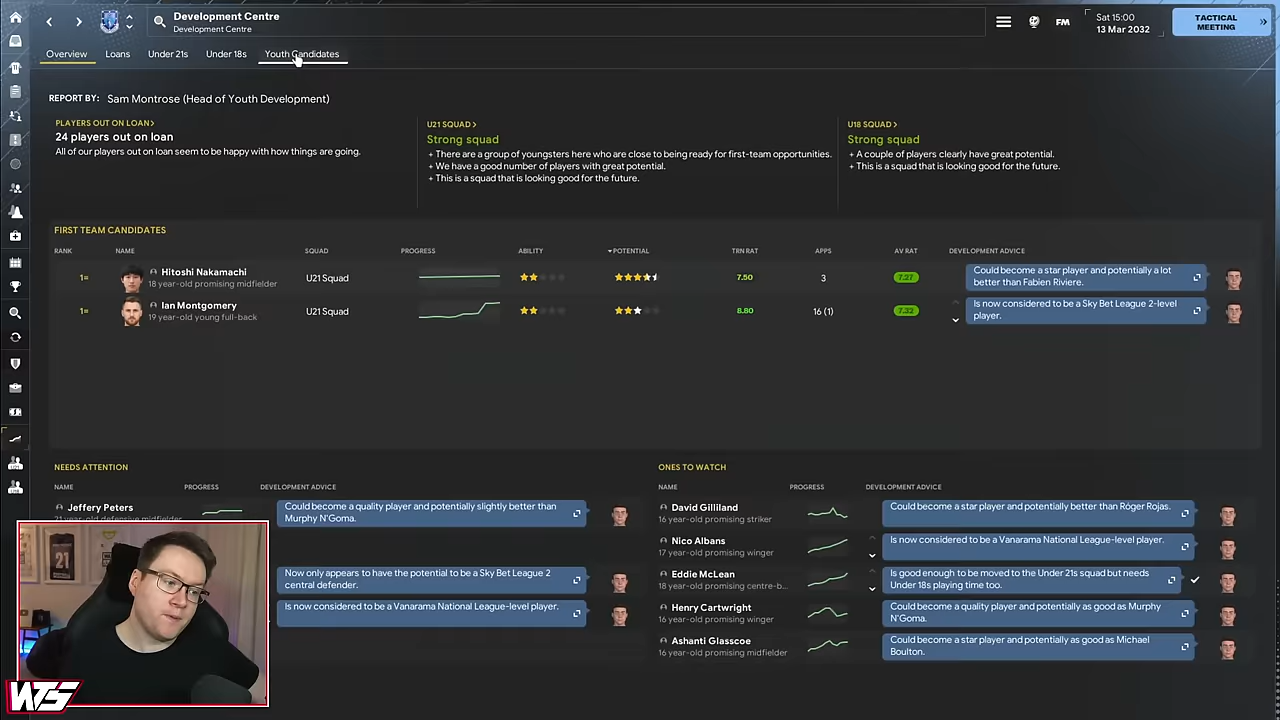 Development Centre
Development Centre
FM
Sat 15:00
13 Mar 2032
TACTICAL
MEETING
Overview
Loans
Under 21s
Under 18s
Youth Candidates
REPORT BY: Sam Montrose (Head of Youth Development)
PLAYERS OUT ON LOAN>
24 players out on loan
All of our players out on loan seem to be happy with how things are going.
U21 SQUAD >
Strong squad
+ There are a group of youngsters here who are close to being ready for first-team opportunities.
+ We have a good number of players with great potential.
+ This is a squad that is looking good for the future.
U18 SQUAD >
Strong squad
+ A couple of players clearly have great potential.
+ This is a squad that is looking good for the future.
FIRST TEAM CANDIDATES
RANK NAME SQUAD PROGRESS ABILITY POTENTIAL TRN RAT APPS AV RAT DEVELOPMENT ADVICE
1= Hitoshi Nakamachi U21 Squad 7.50 3 7.27
18 year-old promising midfielder
Could become a star player and potentially a lot
better than Fabien Riviere.
1= Ian Montgomery U21 Squad 8.80 16 (1) 7.32
19 year-old young full-back
Is now considered to be a Sky Bet League 2-level
player.
NEEDS ATTENTION
NAME PROGRESS DEVELOPMENT ADVICE
Jeffery Peters
21 year-old defensive midfielder
Could become a quality player and potentially slightly better than
Murphy N'Goma.
Now only appears to have the potential to be a Sky Bet League 2
central defender.
Is now considered to be a Vanarama National League-level player.
ONES TO WATCH
NAME PROGRESS DEVELOPMENT ADVICE
David Gilliland
16 year-old promising striker
Could become a star player and potentially better than Róger Rojas.
Nico Albans
17 year-old promising winger
Is now considered to be a Vanarama National League-level player.
Eddie McLean
18 year-old promising centre-b...
Is good enough to be moved to the Under 21s squad but needs
Under 18s playing time too.
Henry Cartwright
16 year-old promising winger
Could become a quality player and potentially as good as Murphy
N'Goma.
Ashanti Glasscoe
16 year-old promising midfielder
Could become a star player and potentially as good as Michael
Boulton.
21
WTS